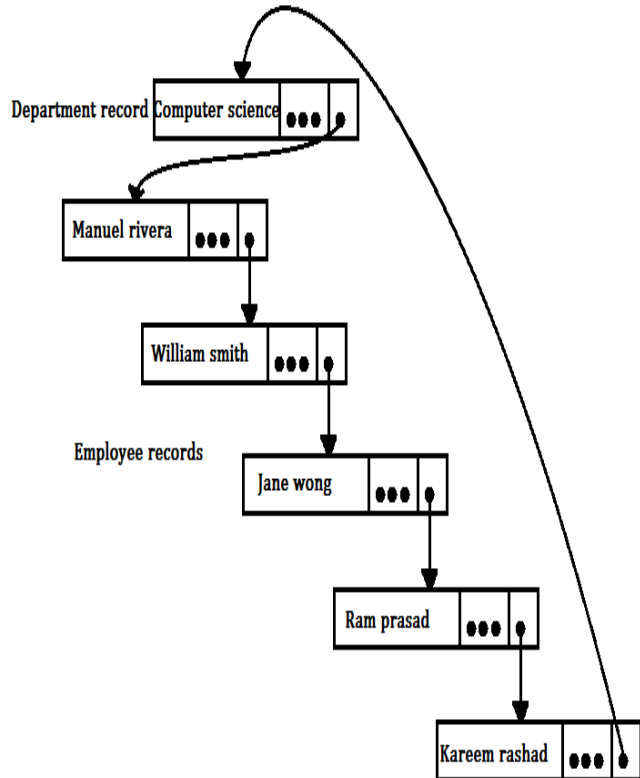 Department record Computer science
Manuel rivera
William smith
Employee records
Jane wong
Ram prasad
Kareem rashad